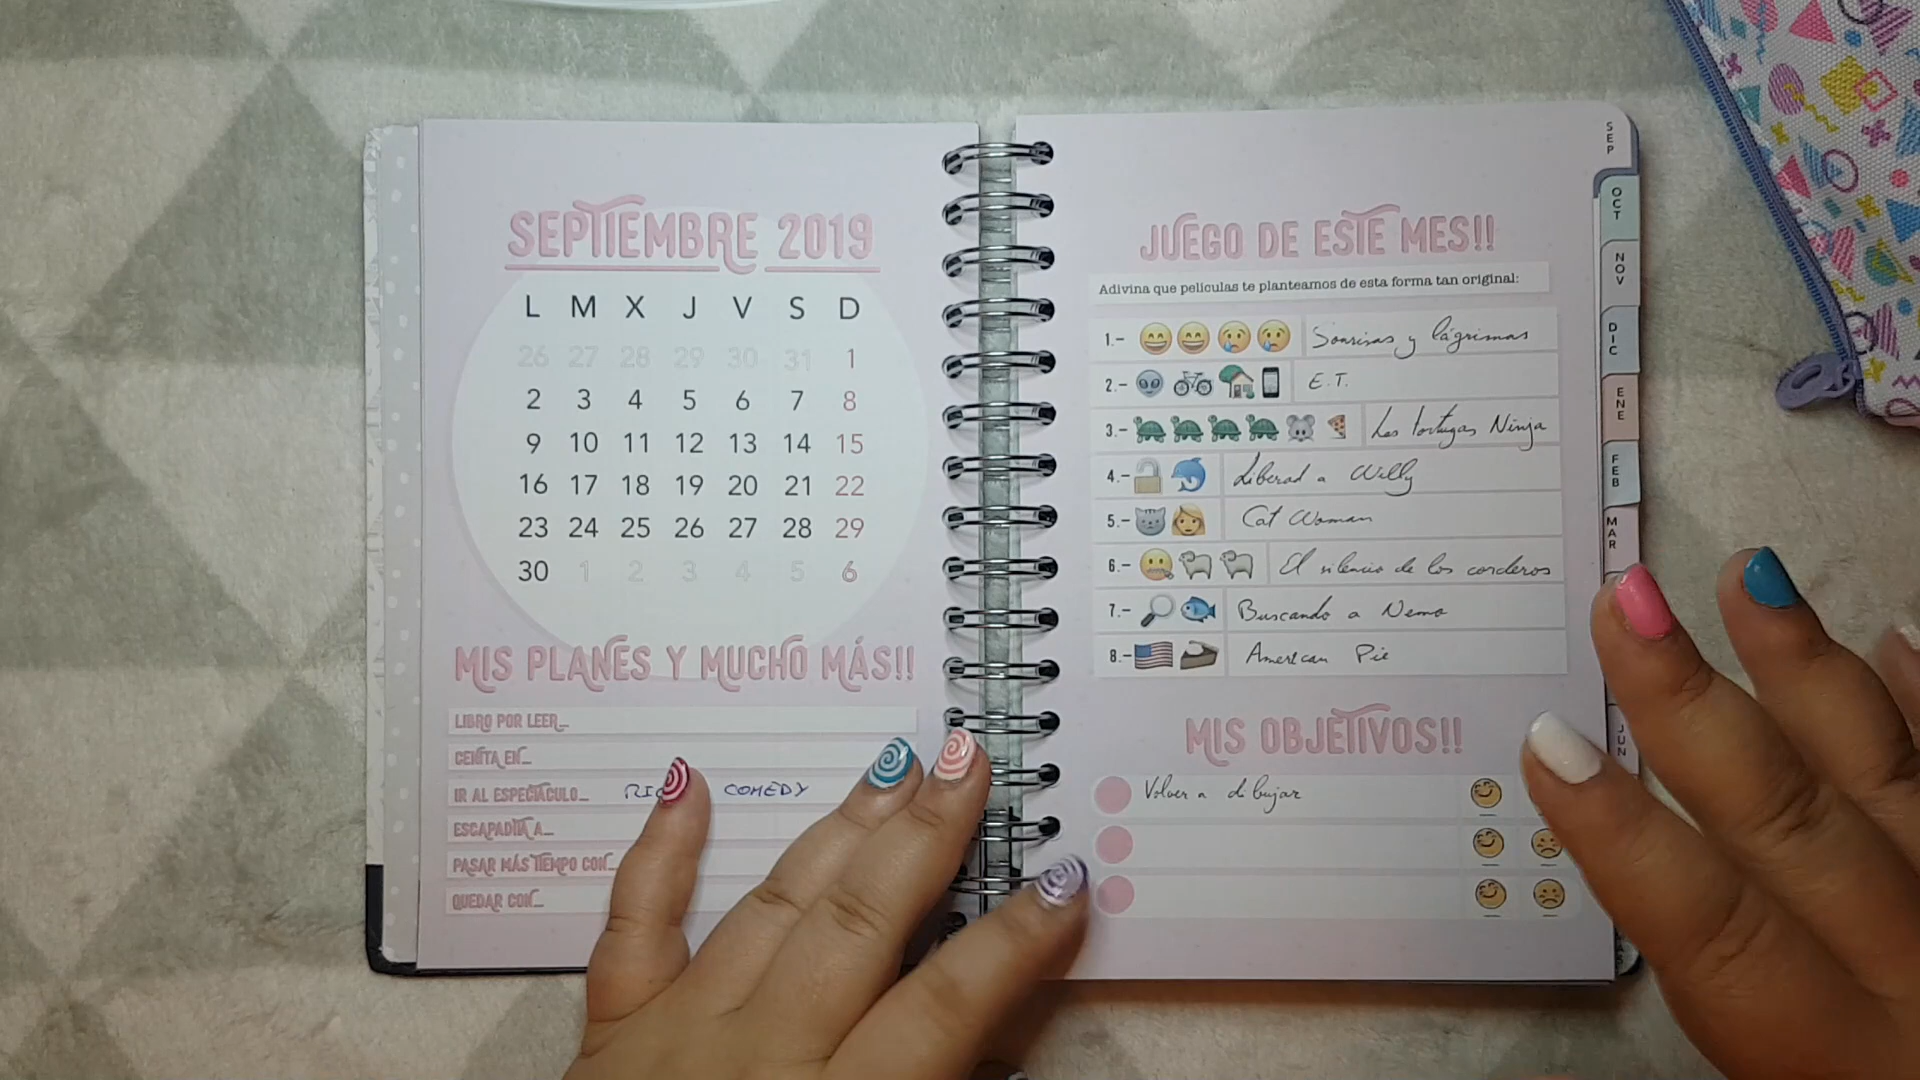 SEPTIEMBRE 2019
L M X J V S D
26 27 28 29 30 31 1
2 3 4 5 6 7 8
9 10 11 12 13 14 15
16 17 18 19 20 21 22
23 24 25 26 27 28 29
30 1 2 3 4 5 6
MIS PLANES Y MUCHO MÁS!!
LIBRO POR LEER...
CENITA EN...
IR AL ESPECTÁCULO... COMEDY
ESCAPADITA A...
PASAR MÁS TIEMPO CON...
QUEDAR CON...
JUEGO DE ESTE MES!!
Adivina que peliculas te planteamos de esta forma tan original:
1.- Sonrisas y lágrimas
2.- E.T.
3.- Las tortugas Ninja
4.- Liberad a Willy
5.- Cat Woman
6.- El silencio de los corderos
7.- Buscando a Nemo
8.- American Pie
MIS OBJETIVOS!!
Volver a dibujar
SEP
OCT
NOV
DIC
ENE
FEB
MAR
JUN